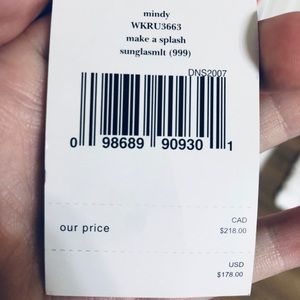 mindy
WKRU3663
make a splash
sunglasmlt (999)
DNS2007
0 98689 90930 1
our price
CAD
$218.00
USD
$178.00